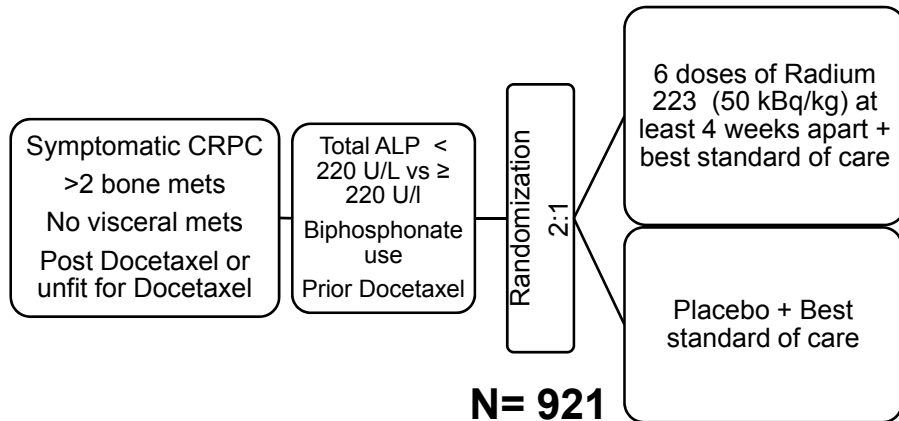 Symptomatic CRPC
>2 bone mets
No visceral mets
Post Docetaxel or
unfit for Docetaxel
Total ALP <
220 U/L vs ≥
220 U/l
Biphosphonate
use
Prior Docetaxel
Randomization
2:1
6 doses of Radium
223 (50 kBq/kg) at
least 4 weeks apart +
best standard of care
Placebo + Best
standard of care
N= 921